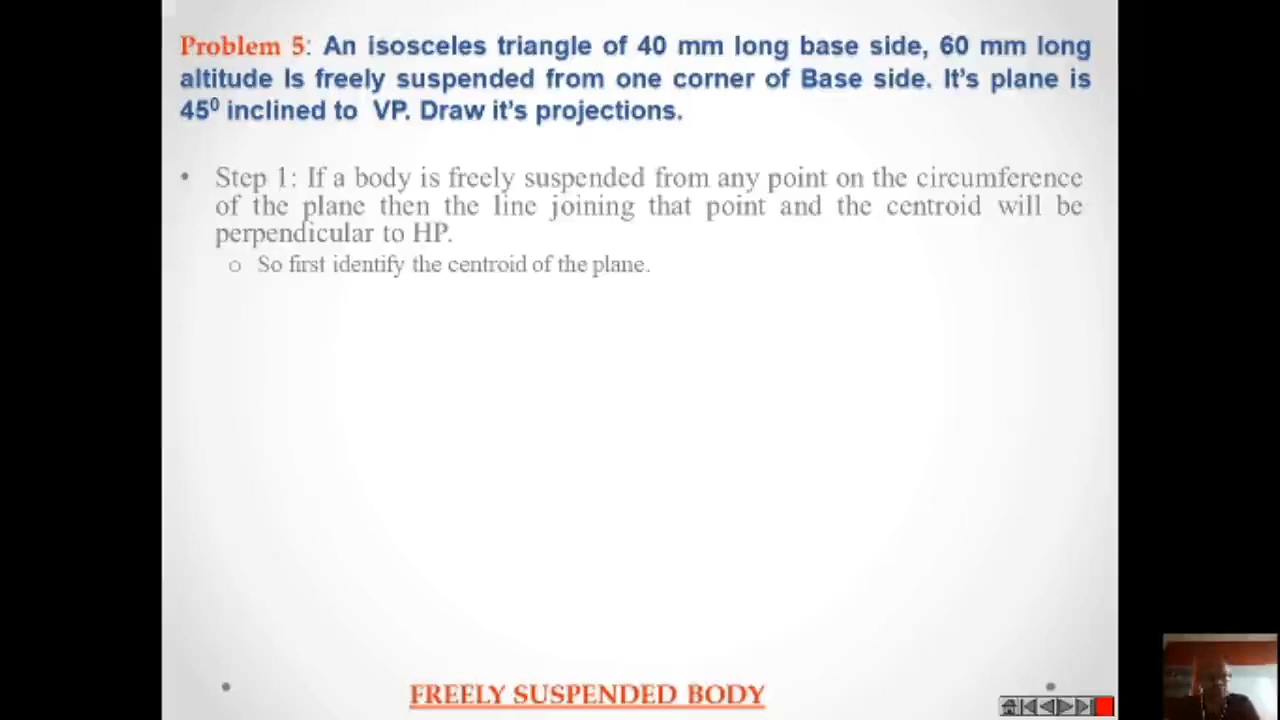 Problem 5: An isosceles triangle of 40 mm long base side, 60 mm long
altitude Is freely suspended from one corner of Base side. It's plane is
45⁰ inclined to VP. Draw it's projections.
• Step 1: If a body is freely suspended from any point on the circumference
of the plane then the line joining that point and the centroid will be
perpendicular to HP.
o So first identify the centroid of the plane.
FREELY SUSPENDED BODY